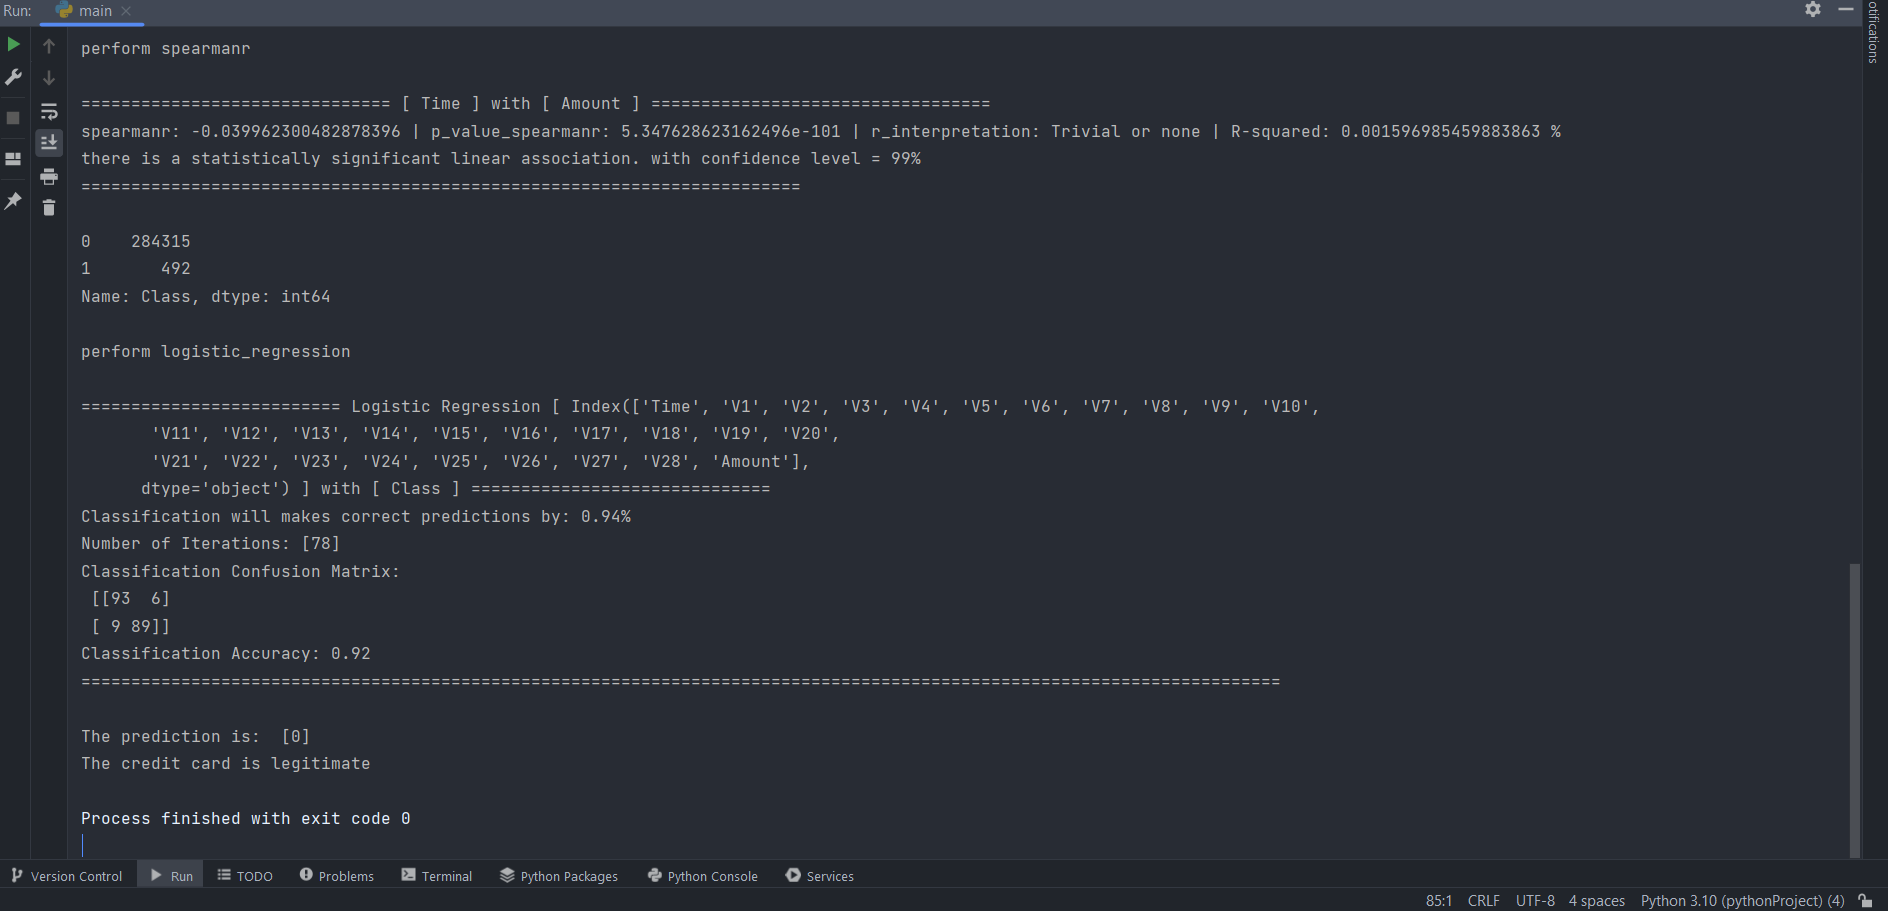 Run: main
otifications
perform spearmanr
=============================== [ Time ] with [ Amount ] ==================================
spearmanr: -0.039962300482878396 | p_value_spearmanr: 5.347628623162496e-101 | r_interpretation: Trivial or none | R-squared: 0.001596985459883863 %
there is a statistically significant linear association. with confidence level = 99%
========================================================================
0    284315
1       492
Name: Class, dtype: int64
perform logistic_regression
========================== Logistic Regression [ Index(['Time', 'V1', 'V2', 'V3', 'V4', 'V5', 'V6', 'V7', 'V8', 'V9', 'V10',
       'V11', 'V12', 'V13', 'V14', 'V15', 'V16', 'V17', 'V18', 'V19', 'V20',
       'V21', 'V22', 'V23', 'V24', 'V25', 'V26', 'V27', 'V28', 'Amount'],
      dtype='object') ] with [ Class ] ==============================
Classification will makes correct predictions by: 0.94%
Number of Iterations: [78]
Classification Confusion Matrix:
 [[93  6]
 [ 9 89]]
Classification Accuracy: 0.92
========================================================================================================================
The prediction is:  [0]
The credit card is legitimate
Process finished with exit code 0
Version Control Run TODO Problems Terminal Python Packages Python Console Services
85:1 CRLF UTF-8 4 spaces Python 3.10 (pythonProject) (4)